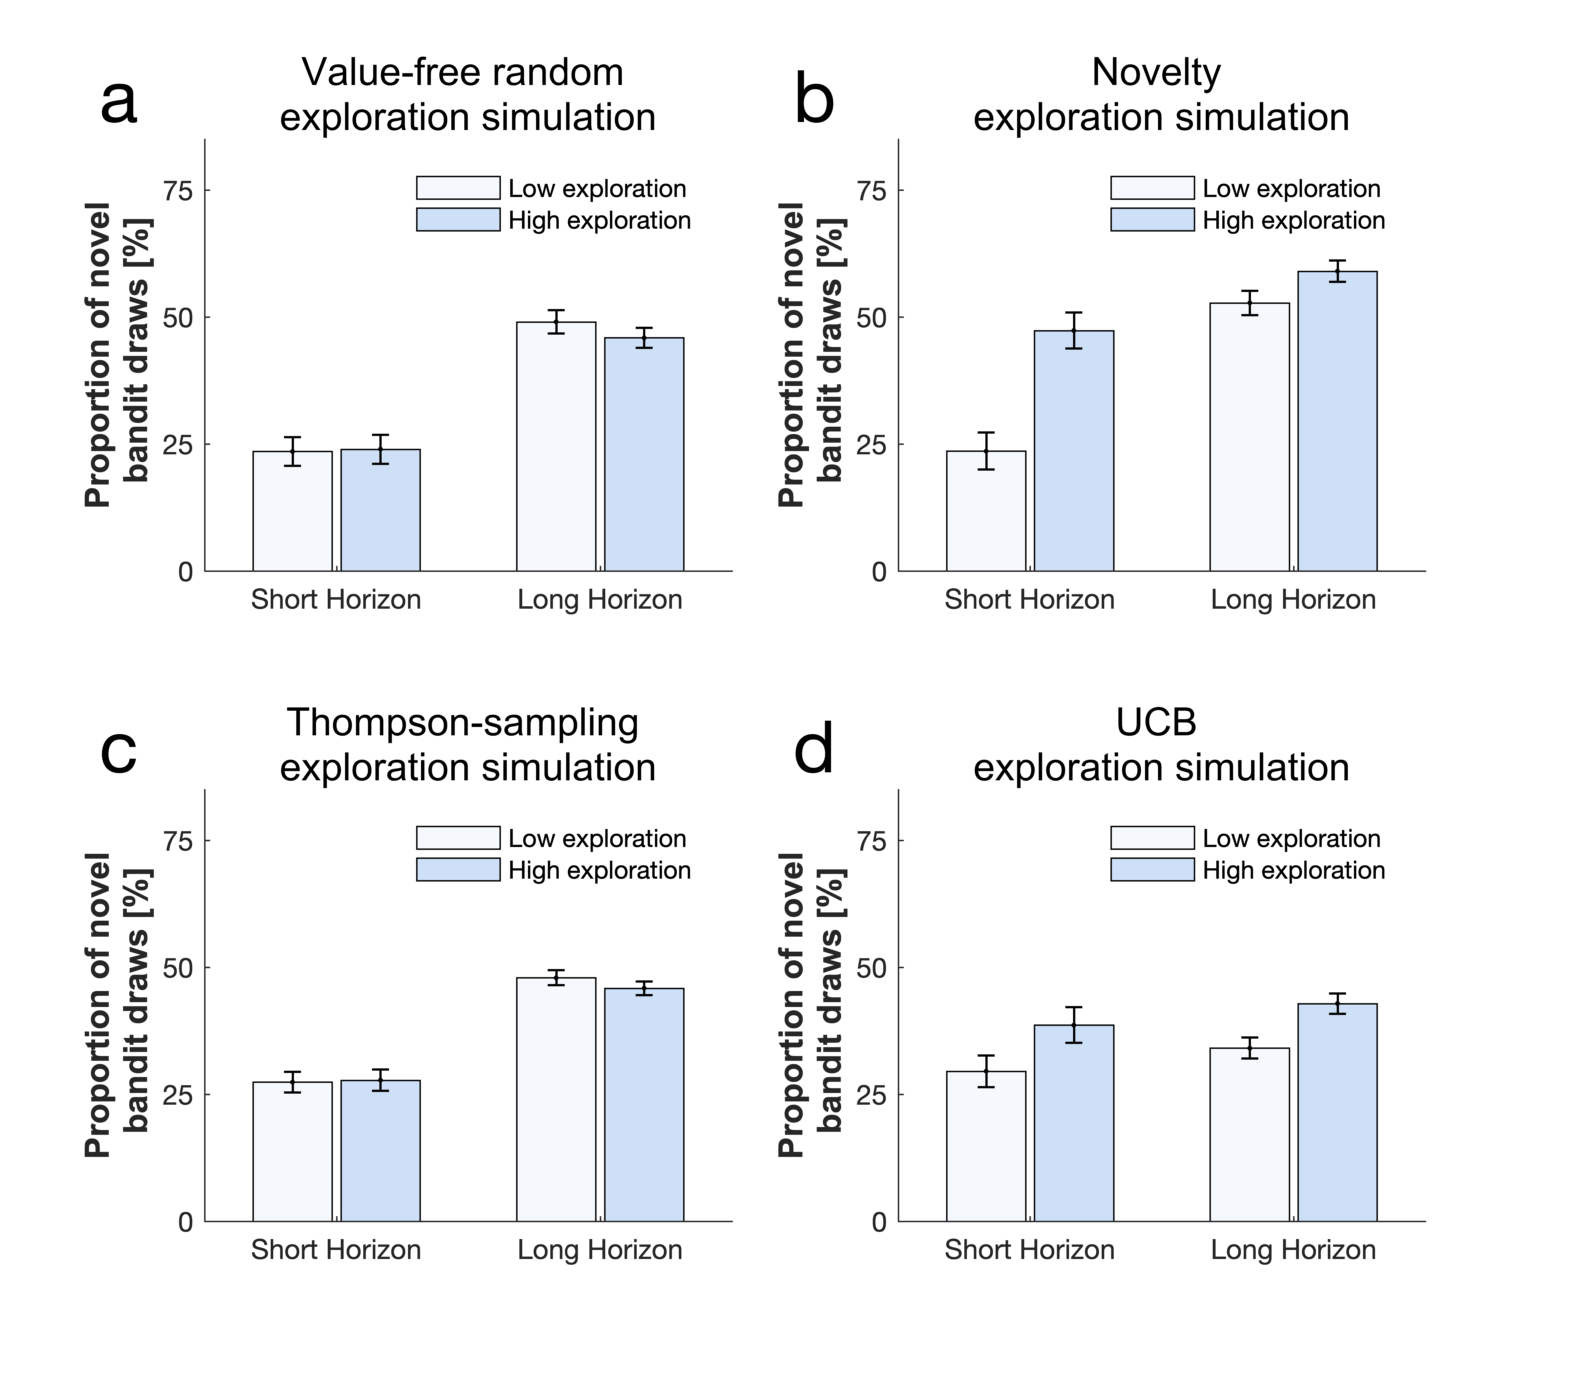 a
Value-free random
exploration simulation
Proportion of novel
bandit draws [%]
75
50
25
0
Low exploration
High exploration
Short Horizon
Long Horizon
b
Novelty
exploration simulation
Proportion of novel
bandit draws [%]
75
50
25
0
Low exploration
High exploration
Short Horizon
Long Horizon
c
Thompson-sampling
exploration simulation
Proportion of novel
bandit draws [%]
75
50
25
0
Low exploration
High exploration
Short Horizon
Long Horizon
d
UCB
exploration simulation
Proportion of novel
bandit draws [%]
75
50
25
0
Low exploration
High exploration
Short Horizon
Long Horizon